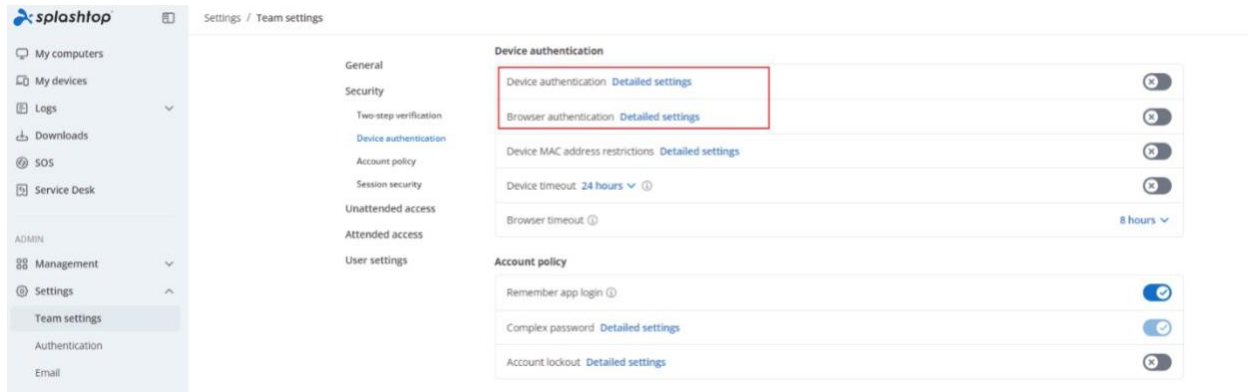 splashtop
Settings / Team settings
My computers
My devices
Logs
Downloads
SOS
Service Desk
ADMIN
Management
Settings
Team settings
Authentication
Email
General
Security
Two-step verification
Device authentication
Account policy
Session security
Unattended access
Attended access
User settings
Device authentication
Device authentication Detailed settings
Browser authentication Detailed settings
Device MAC address restrictions Detailed settings
Device timeout 24 hours
Browser timeout 8 hours
Account policy
Remember app login
Complex password Detailed settings
Account lockout Detailed settings